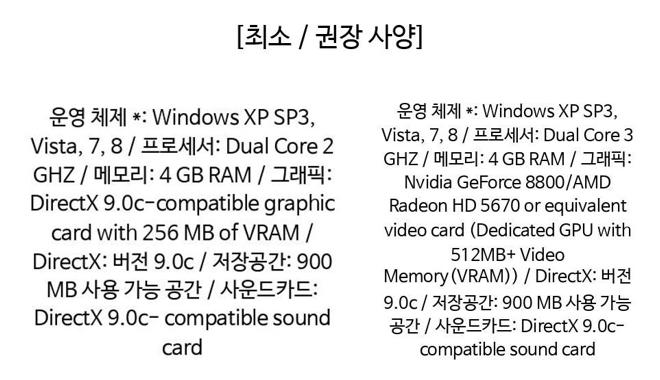 [최소 / 권장 사양]
운영 체제 *: Windows XP SP3,
Vista, 7, 8 / 프로세서: Dual Core 2
GHZ / 메모리: 4 GB RAM / 그래픽:
DirectX 9.0c-compatible graphic
card with 256 MB of VRAM /
DirectX: 버전 9.0c / 저장공간: 900
MB 사용 가능 공간 / 사운드카드:
DirectX 9.0c- compatible sound
card
운영 체제 *: Windows XP SP3,
Vista, 7, 8 / 프로세서: Dual Core 3
GHZ / 메모리: 4 GB RAM / 그래픽:
Nvidia GeForce 8800/AMD
Radeon HD 5670 or equivalent
video card (Dedicated GPU with
512MB+ Video
Memory(VRAM)) / DirectX: 버전
9.0c / 저장공간: 900 MB 사용 가능
공간 / 사운드카드: DirectX 9.0c-
compatible sound card